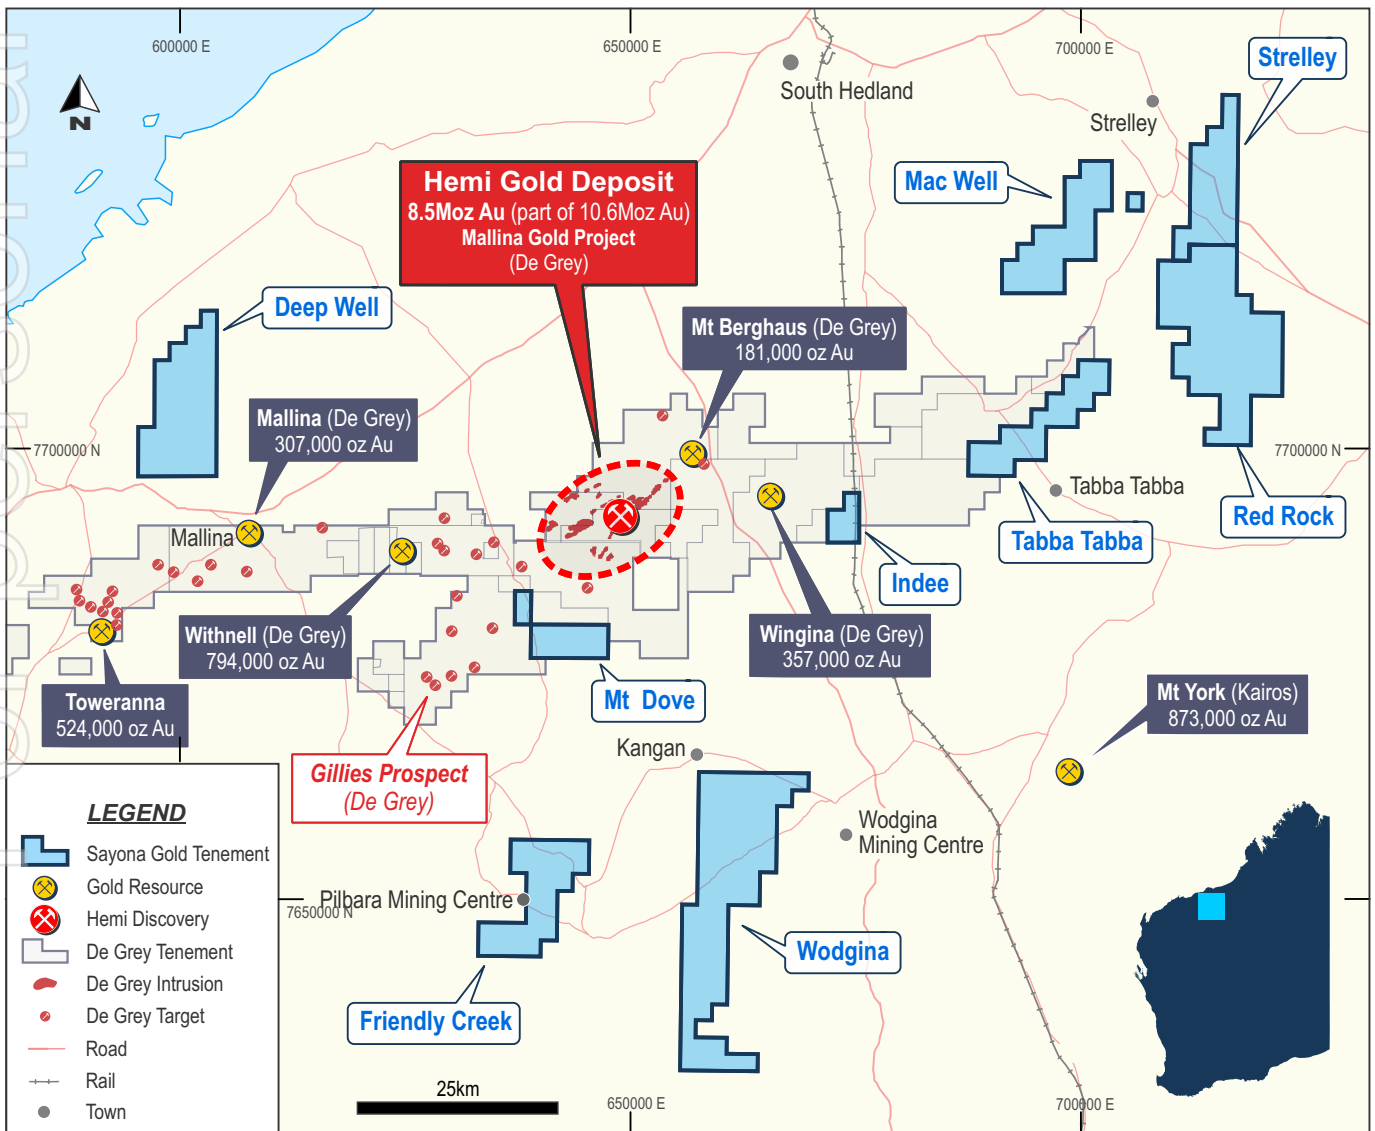 600000 E
650000 E
700000 E
Strelley
South Hedland
Strelley
N
Hemi Gold Deposit
8.5Moz Au (part of 10.6Moz Au)
Mallina Gold Project
(De Grey)
Mac Well
Deep Well
Mt Berghaus (De Grey)
181,000 oz Au
Mallina (De Grey)
307,000 oz Au
7700000 N
7700000 N
Tabba Tabba
Red Rock
Mallina
Tabba Tabba
Indee
Withnell (De Grey)
794,000 oz Au
Wingina (De Grey)
357,000 oz Au
Toweranna
524,000 oz Au
Mt Dove
Mt York (Kairos)
873,000 oz Au
Kangan
Gillies Prospect
(De Grey)
Wodgina
Mining Centre
LEGEND
Sayona Gold Tenement
Gold Resource
Hemi Discovery
De Grey Tenement
De Grey Intrusion
De Grey Target
Road
Rail
Town
Pilbara Mining Centre
7650000 N
Wodgina
Friendly Creek
25km
650000 E
700000 E